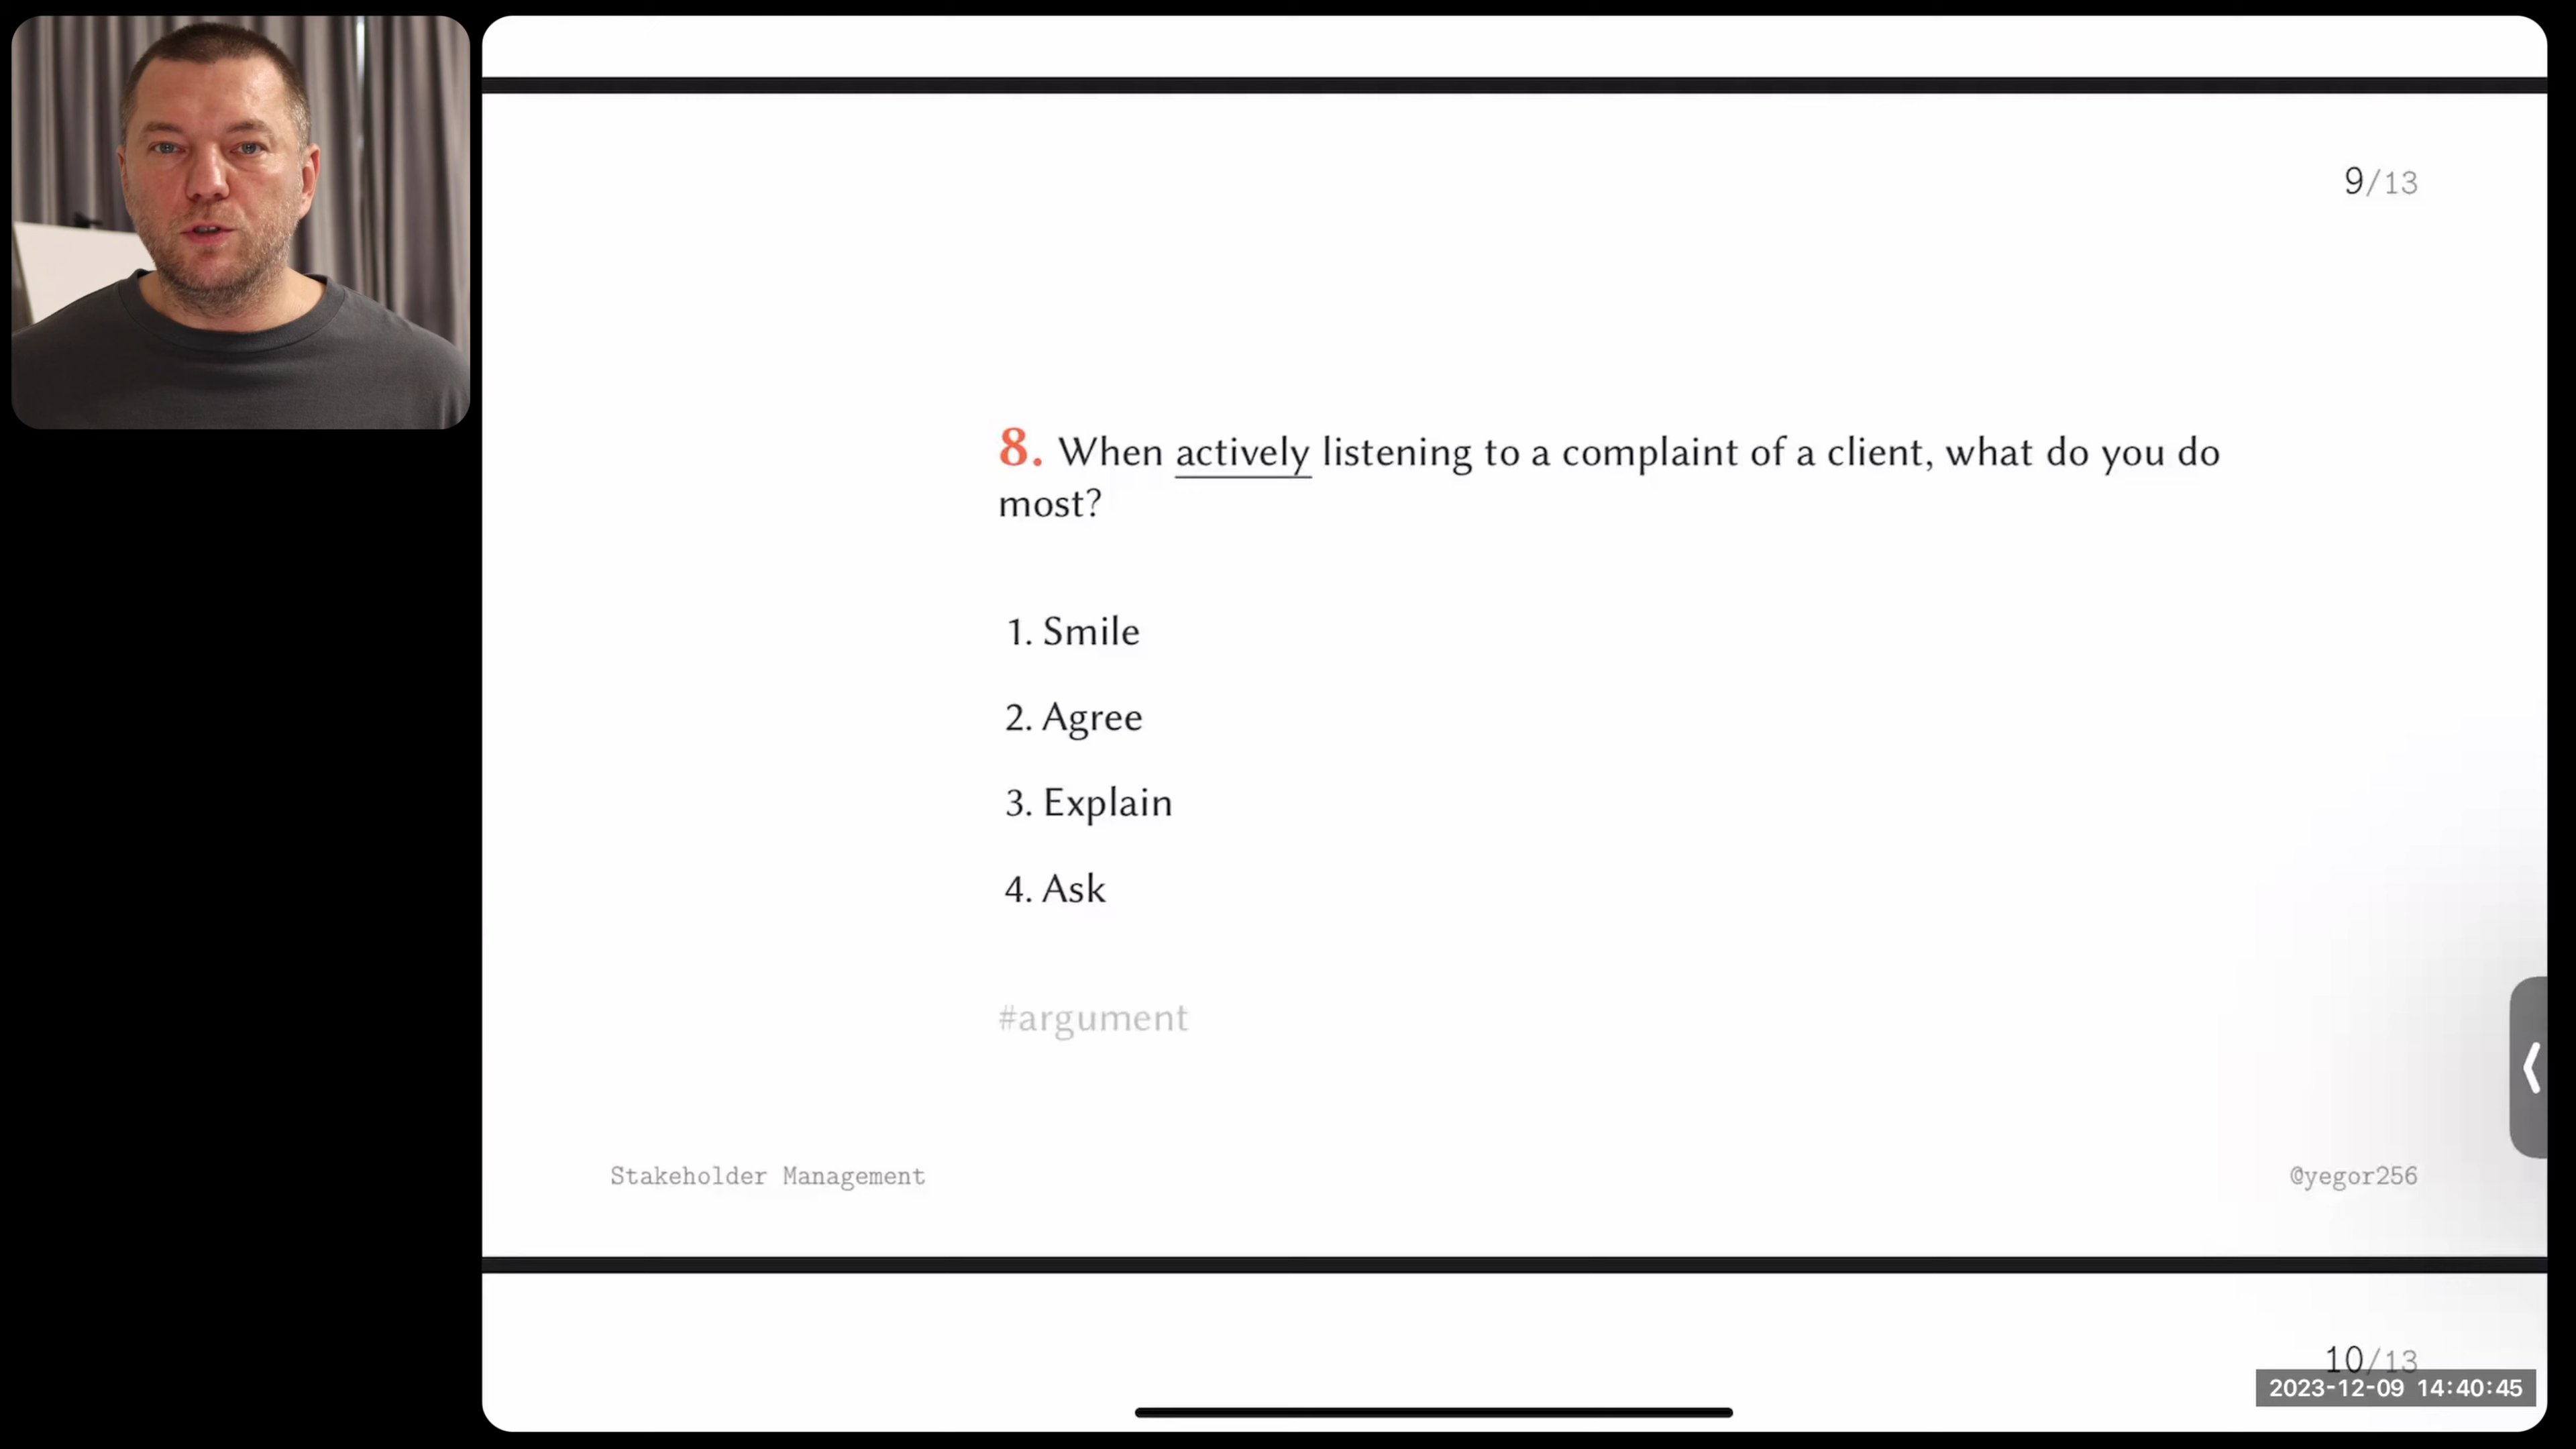 9/13
8. When actively listening to a complaint of a client, what do you do
most?
1. Smile
2. Agree
3. Explain
4. Ask
#argument
Stakeholder Management
@yegor256
10/13
2023-12-09 14:40:45